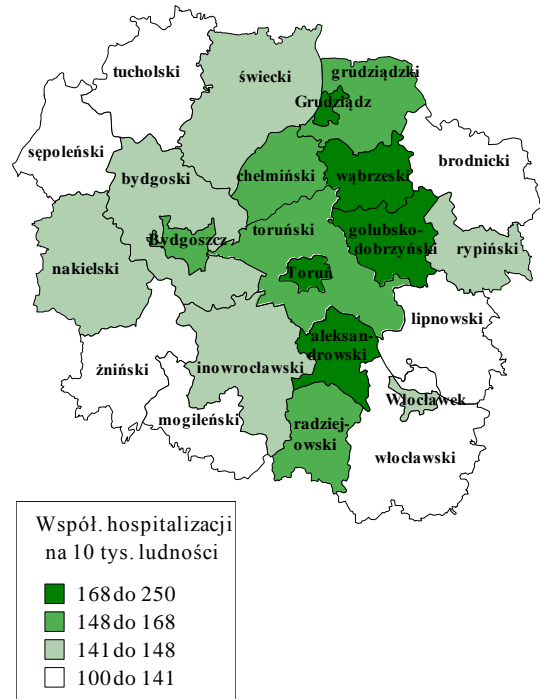 tucholski
świecki
grudziądzki
Grudziądz
sępoleński
bydgoski
chełmiński
wąbrzeski
brodnicki
Bydgoszcz
toruński
golubsko-
dobrzyński
rypiński
nakielski
Toruń
lipnowski
aleksan-
drowski
żniński
inowrocławski
Włocławek
mogileński
radziej-
owski
włocławski
Współ. hospitalizacji
na 10 tys. ludności
168 do 250
148 do 168
141 do 148
100 do 141